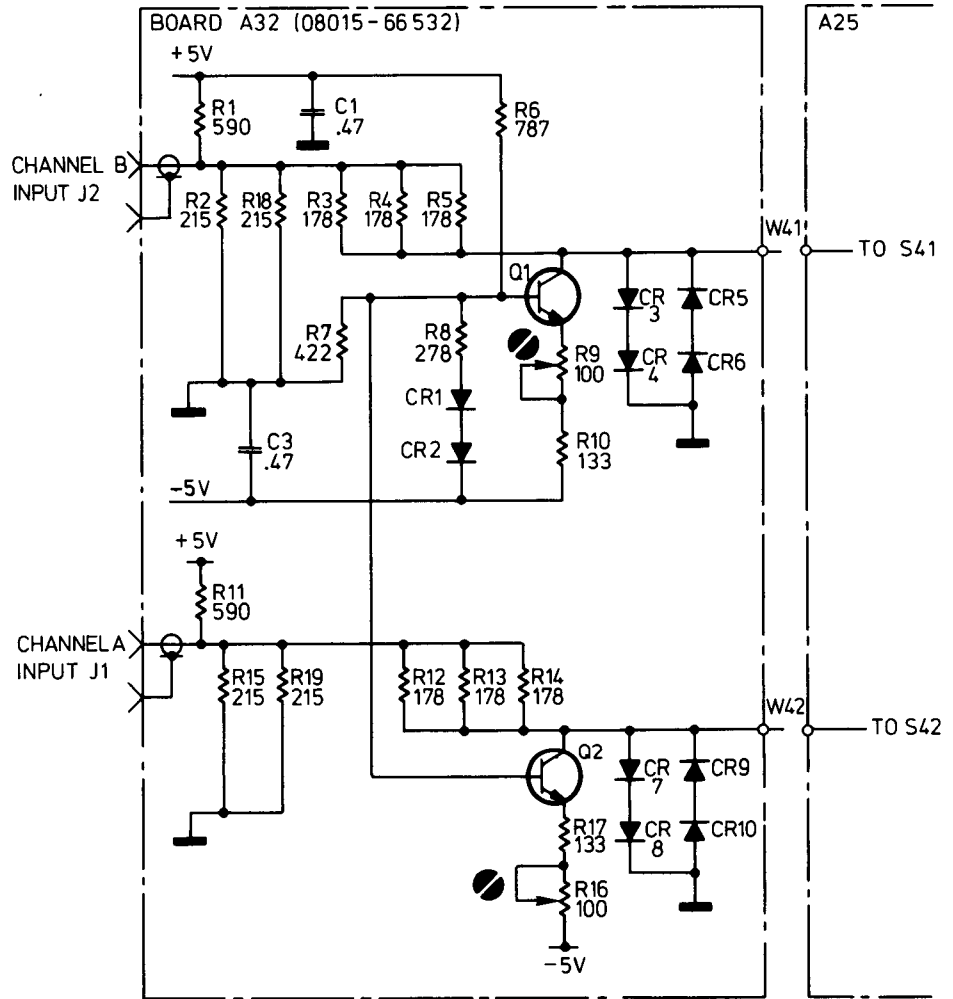 BOARD A32 (08015-66532)
A25
+5V
R1
590
C1
.47
R6
787
CHANNEL B
INPUT J2
R2
215
R18
215
R3
178
R4
178
R5
178
W41
TO S41
Q1
CR
3
CR5
R7
422
R8
278
R9
100
CR
4
CR6
CR1
C3
.47
CR2
R10
133
-5V
+5V
R11
590
CHANNEL A
INPUT J1
R15
215
R19
215
R12
178
R13
178
R14
178
W42
TO S42
Q2
CR
7
CR9
R17
133
CR
8
CR10
R16
100
-5V